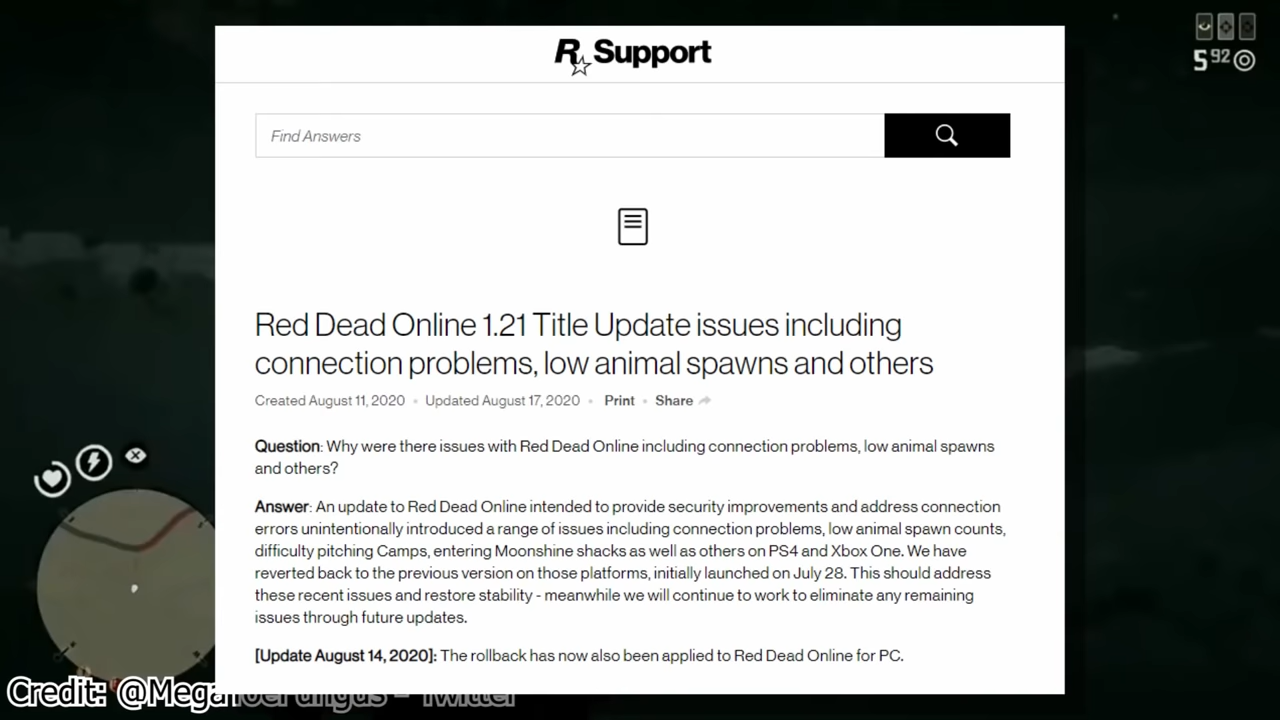 R Support
5 92
Find Answers
Red Dead Online 1.21 Title Update issues including
connection problems, low animal spawns and others
Created August 11, 2020 • Updated August 17, 2020 • Print • Share
Question: Why were there issues with Red Dead Online including connection problems, low animal spawns
and others?
Answer: An update to Red Dead Online intended to provide security improvements and address connection
errors unintentionally introduced a range of issues including connection problems, low animal spawn counts,
difficulty pitching Camps, entering Moonshine shacks as well as others on PS4 and Xbox One. We have
reverted back to the previous version on those platforms, initially launched on July 28. This should address
these recent issues and restore stability - meanwhile we will continue to work to eliminate any remaining
issues through future updates.
[Update August 14, 2020]: The rollback has now also been applied to Red Dead Online for PC.
Credit: - Twitter